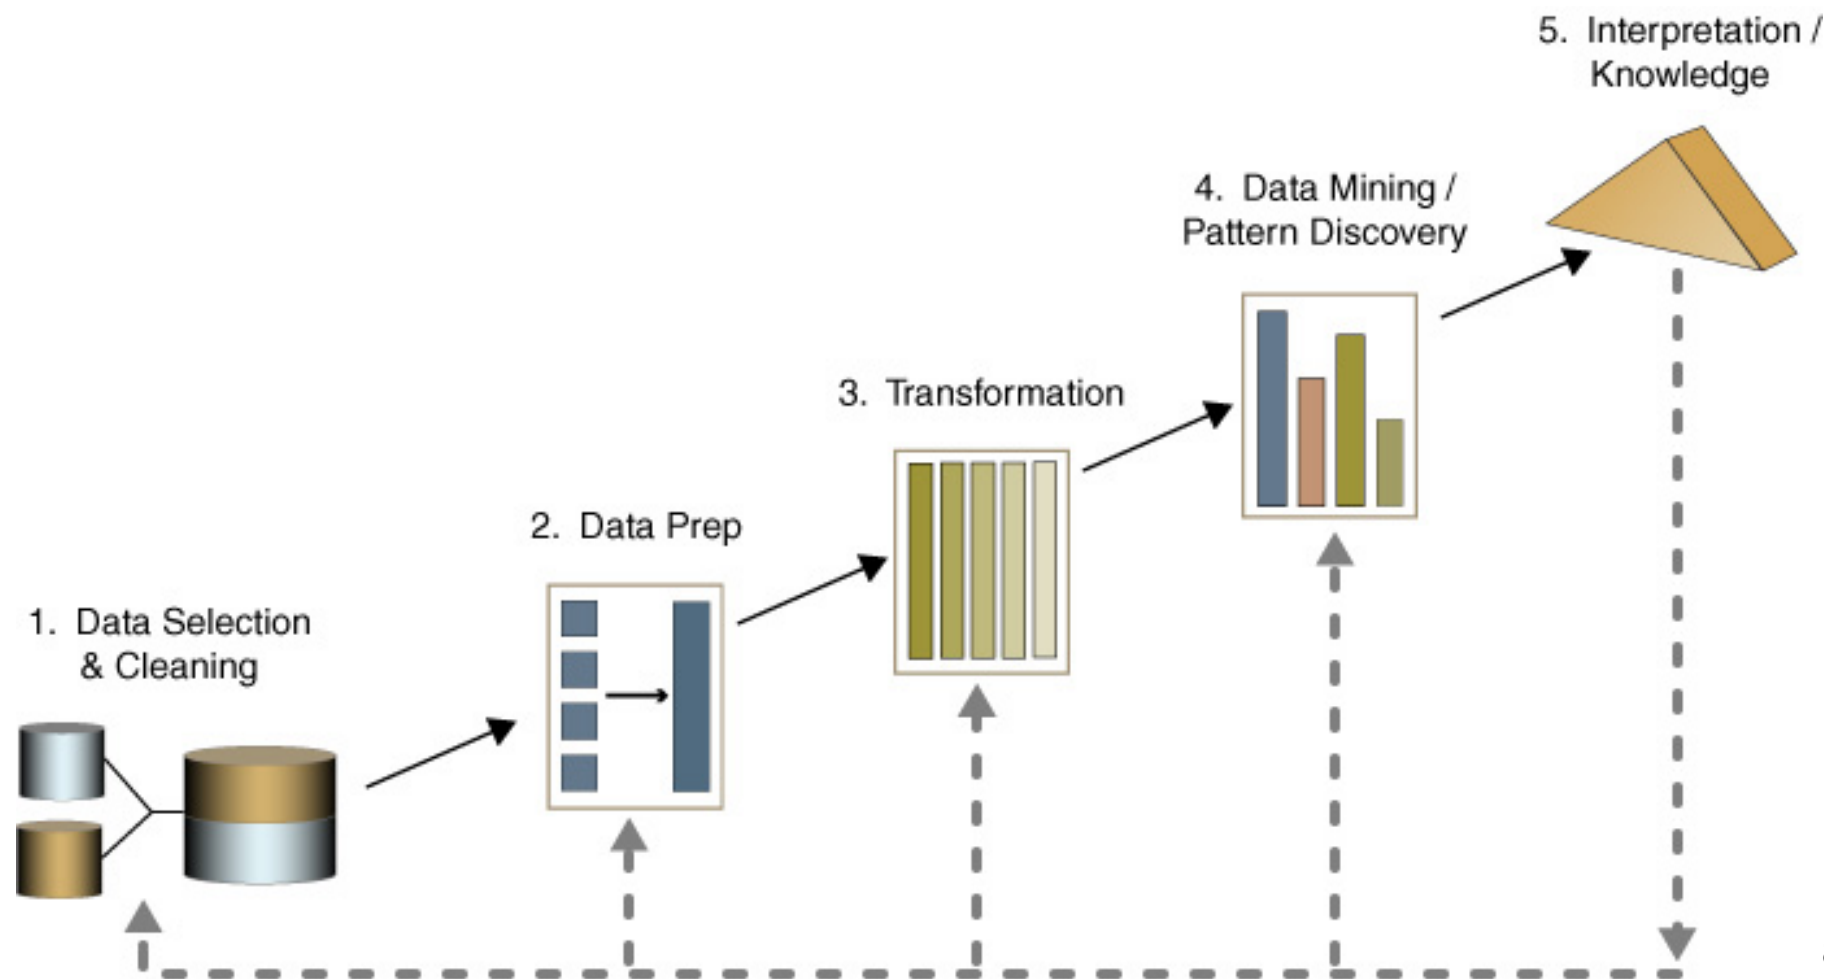 5. Interpretation /
Knowledge
4. Data Mining /
Pattern Discovery
3. Transformation
2. Data Prep
1. Data Selection
& Cleaning